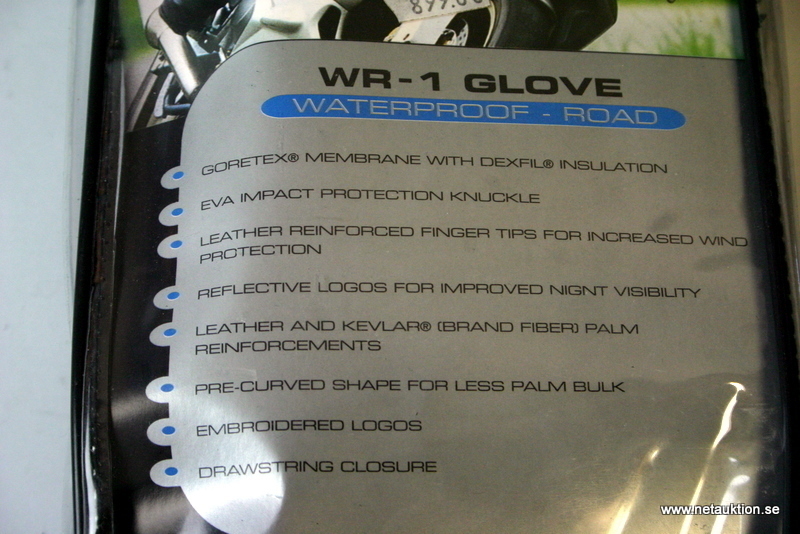 899.00
WR-1 GLOVE
WATERPROOF - ROAD
GORETEX® MEMBRANE WITH DEXFIL® INSULATION
EVA IMPACT PROTECTION KNUCKLE
LEATHER REINFORCED FINGER TIPS FOR INCREASED WIND
PROTECTION
REFLECTIVE LOGOS FOR IMPROVED NIGNT VISIBILITY
LEATHER AND KEVLAR® (BRAND FIBER) PALM
REINFORCEMENTS
PRE-CURVED SHAPE FOR LESS PALM BULK
EMBROIDERED LOGOS
DRAWSTRING CLOSURE
www.netauktion.se